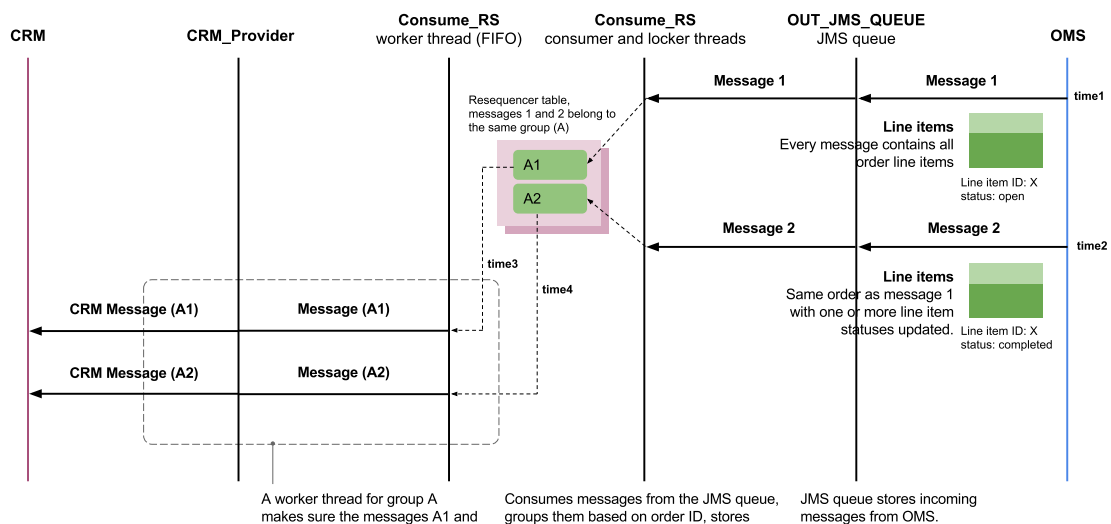 CRM
CRM_Provider
Consume_RS
worker thread (FIFO)
Consume_RS
consumer and locker threads
OUT_JMS_QUEUE
JMS queue
OMS
Message 1
Message 1
time1
Resequencer table,
messages 1 and 2 belong to
the same group (A)
Line items
Every message contains all
order line items
Line item ID: X
status: open
A1
A2
Message 2
Message 2
time2
time3
time4
Line items
Same order as message 1
with one or more line item
statuses updated.
Line item ID: X
status: completed
CRM Message (A1)
Message (A1)
CRM Message (A2)
Message (A2)
A worker thread for group A
makes sure the messages A1 and
Consumes messages from the JMS queue,
groups them based on order ID, stores
JMS queue stores incoming
messages from OMS.